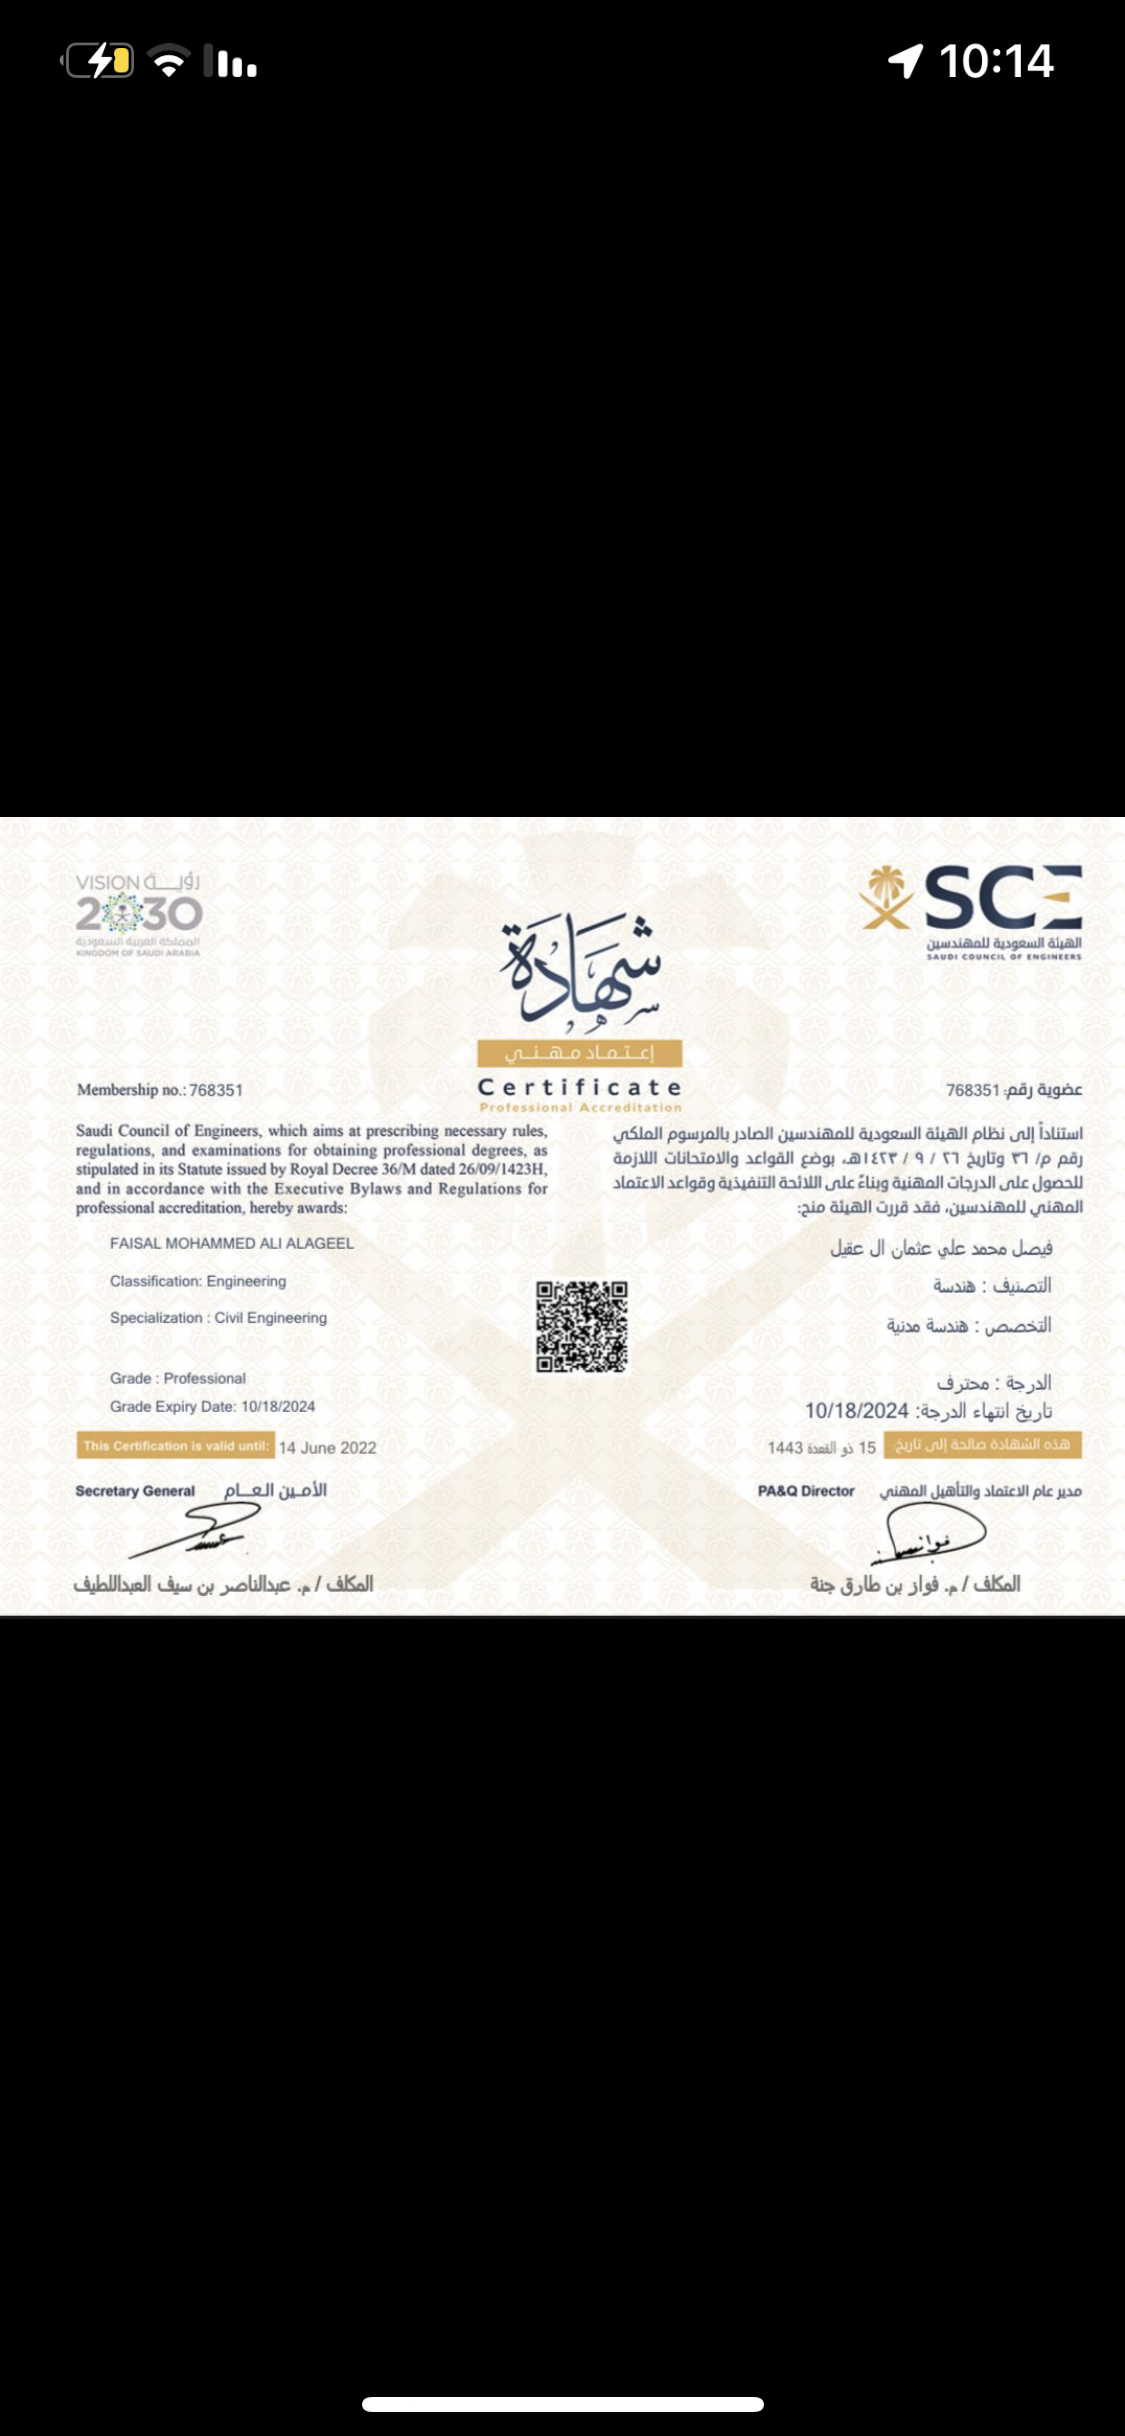 10:14
VISION رؤيــة
2030
المملكة العربية السعودية
KINGDOM OF SAUDI ARABIA
SCE
الهيئة السعودية للمهندسين
SAUDI COUNCIL OF ENGINEERS
شهادة
إعـتـمـاد مـهـنـي
Certificate
Professional Accreditation
Membership no.: 768351
عضوية رقم: 768351
Saudi Council of Engineers, which aims at prescribing necessary rules,
regulations, and examinations for obtaining professional degrees, as
stipulated in its Statute issued by Royal Decree 36/M dated 26/09/1423H,
and in accordance with the Executive Bylaws and Regulations for
professional accreditation, hereby awards:
استناداً إلى نظام الهيئة السعودية للمهندسين الصادر بالمرسوم الملكي
رقم م/ ٣٦ وتاريخ ٢٦ / ٩ / ١٤٢٣هـ، بوضع القواعد والامتحانات اللازمة
للحصول على الدرجات المهنية وبناءً على اللائحة التنفيذية وقواعد الاعتماد
المهني للمهندسين، فقد قررت الهيئة منح:
FAISAL MOHAMMED ALI ALAGEEL
Classification: Engineering
Specialization : Civil Engineering
Grade : Professional
Grade Expiry Date: 10/18/2024
فيصل محمد علي عثمان ال عقيل
التصنيف : هندسة
التخصص : هندسة مدنية
الدرجة : محترف
تاريخ انتهاء الدرجة: 10/18/2024
This Certification is valid until: 14 June 2022
هذه الشهادة صالحة إلى تاريخ: 15 ذو القعدة 1443
Secretary General الأمـين العـــام
المكلف / م. عبدالناصر بن سيف العبداللطيف
PA&Q Director مدير عام الاعتماد والتأهيل المهني
المكلف / م. فواز بن طارق جنة